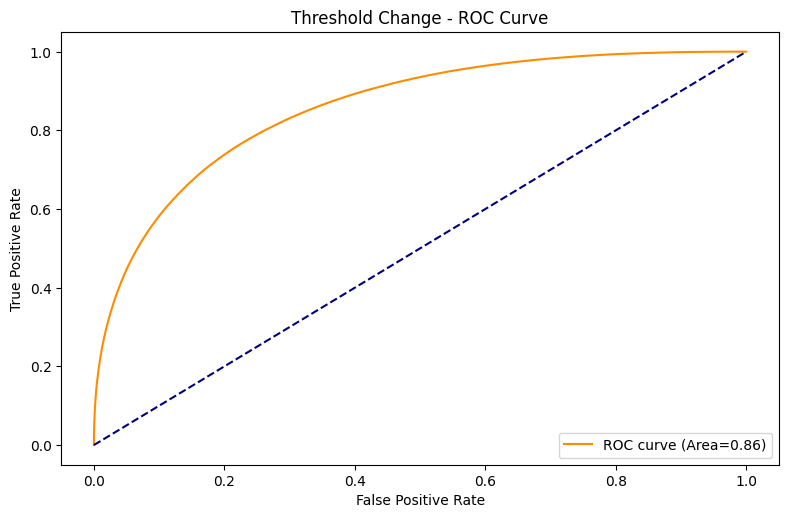 Threshold Change - ROC Curve
True Positive Rate
1.0
0.8
0.6
0.4
0.2
0.0
0.0 0.2 0.4 0.6 0.8 1.0
False Positive Rate
ROC curve (Area=0.86)